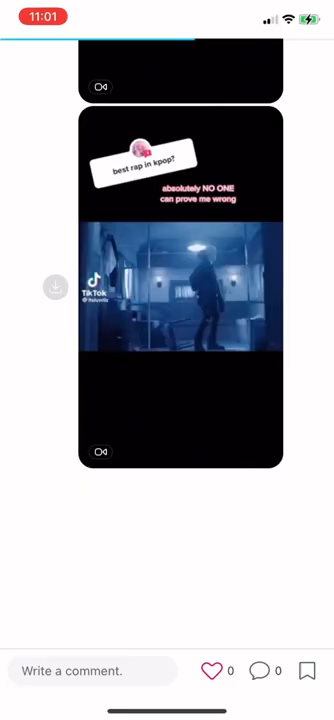 11:01
best rap in kpop?
absolutely NO ONE
can prove me wrong
TikTok
Write a comment.
0
0